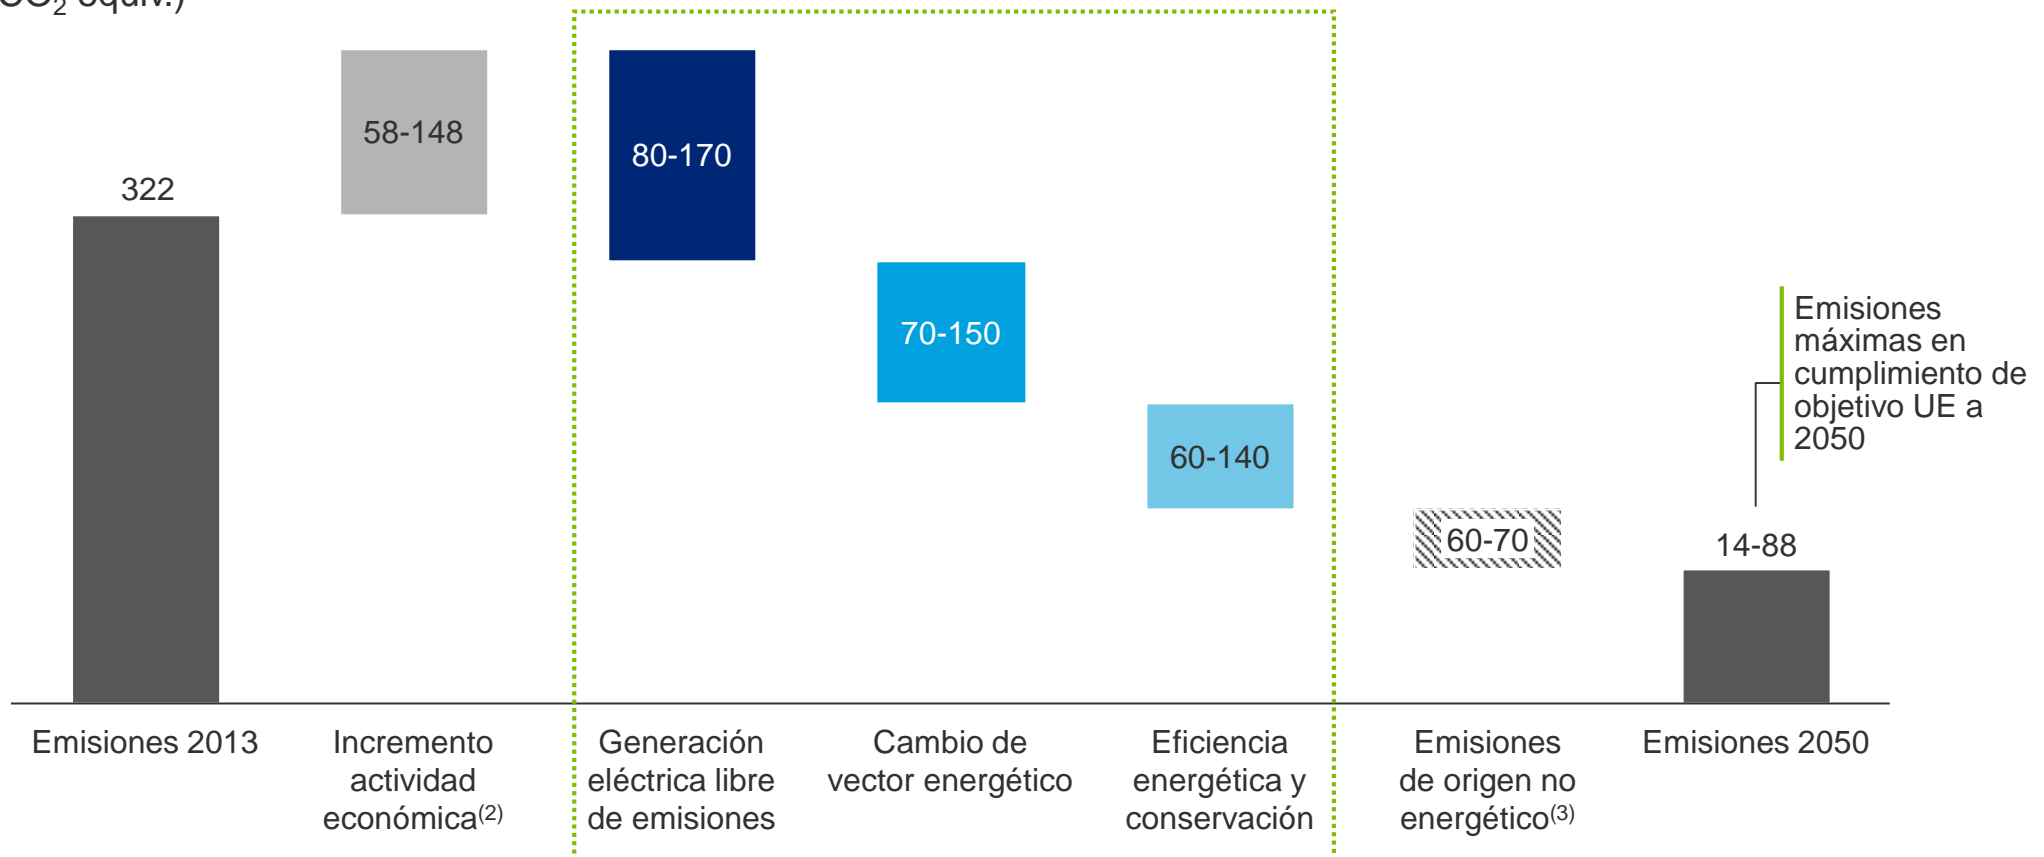 CO₂ equiv.)
322
58-148
80-170
70-150
60-140
60-70
14-88
Emisiones
máximas en
cumplimiento de
objetivo UE a
2050
Emisiones 2013
Incremento
actividad
económica(2)
Generación
eléctrica libre
de emisiones
Cambio de
vector energético
Eficiencia
energética y
conservación
Emisiones
de origen no
energético(3)
Emisiones 2050